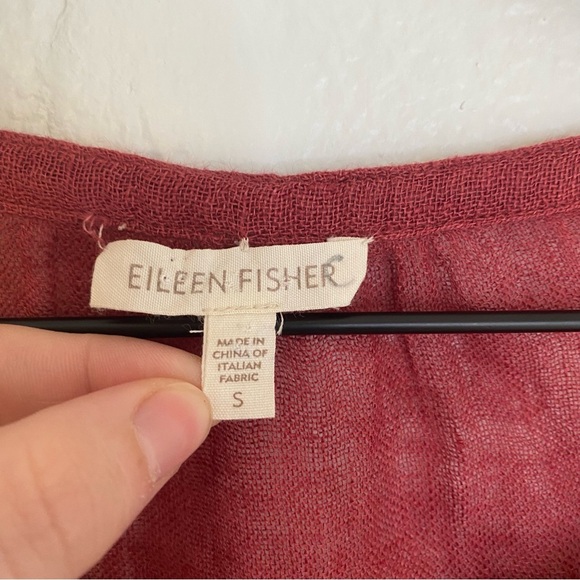 EILEEN FISHER
MADE IN
CHINA OF
ITALIAN
FABRIC
S